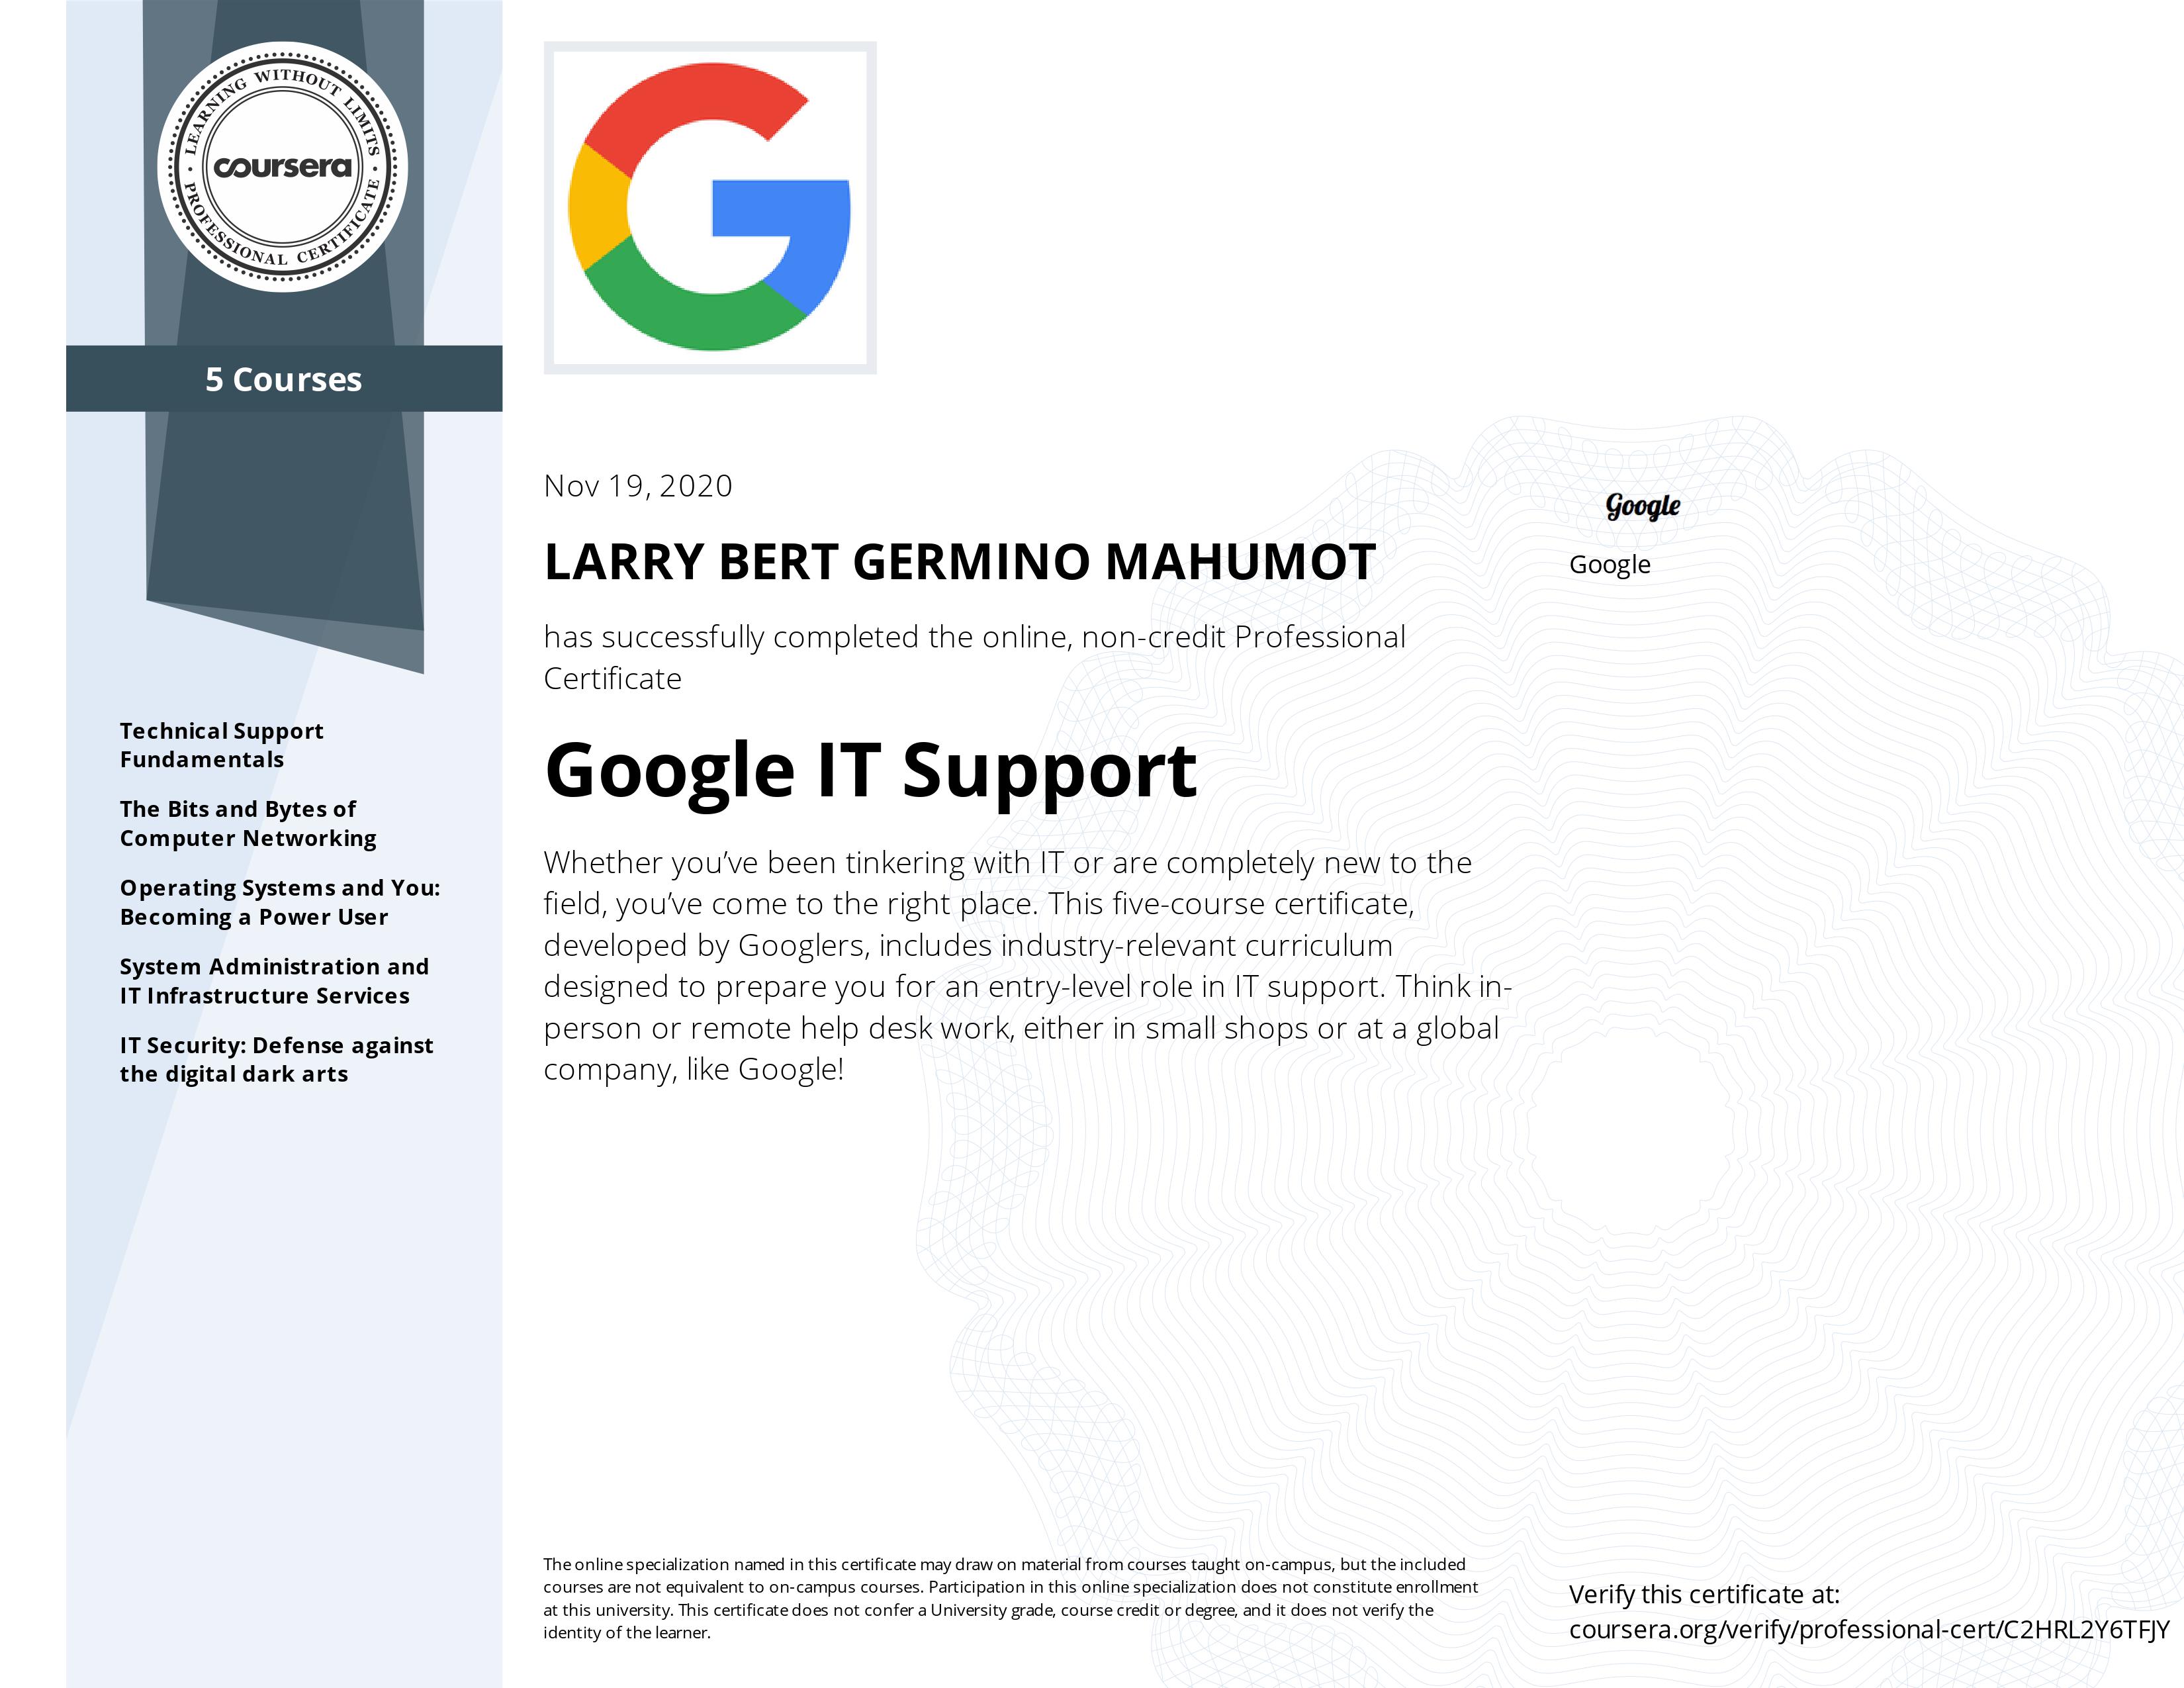 LEARNING WITHOUT LIMITS
coursera
PROFESSIONAL CERTIFICATE
5 Courses
Technical Support
Fundamentals
The Bits and Bytes of
Computer Networking
Operating Systems and You:
Becoming a Power User
System Administration and
IT Infrastructure Services
IT Security: Defense against
the digital dark arts
Nov 19, 2020
LARRY BERT GERMINO MAHUMOT
has successfully completed the online, non-credit Professional
Certificate
Google IT Support
Whether you’ve been tinkering with IT or are completely new to the
field, you’ve come to the right place. This five-course certificate,
developed by Googlers, includes industry-relevant curriculum
designed to prepare you for an entry-level role in IT support. Think in-
person or remote help desk work, either in small shops or at a global
company, like Google!
Google
Google
The online specialization named in this certificate may draw on material from courses taught on-campus, but the included
courses are not equivalent to on-campus courses. Participation in this online specialization does not constitute enrollment
at this university. This certificate does not confer a University grade, course credit or degree, and it does not verify the
identity of the learner.
Verify this certificate at:
coursera.org/verify/professional-cert/C2HRL2Y6TFJY